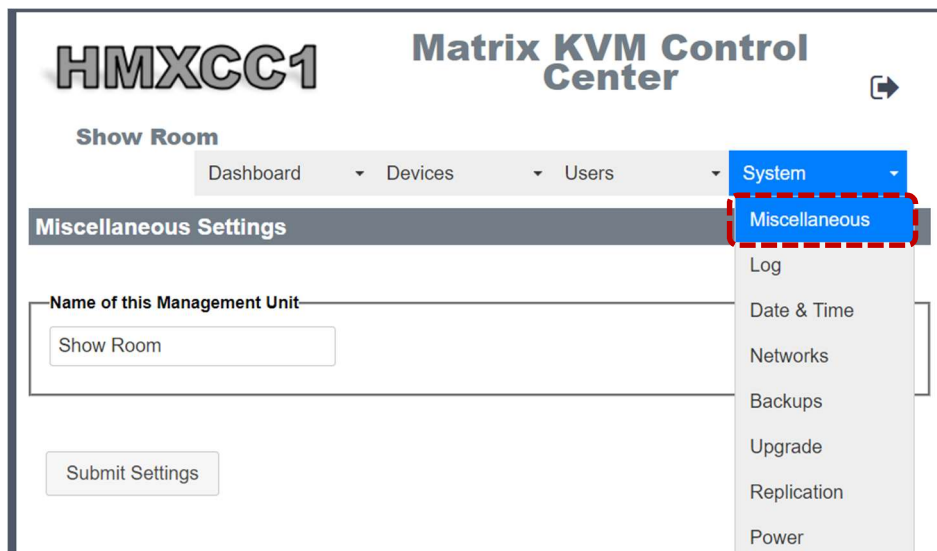 HMXCC1
Matrix KVM Control
Center
Show Room
Dashboard Devices Users System
Miscellaneous Settings
Miscellaneous
Log
Name of this Management Unit
Date & Time
Show Room
Networks
Backups
Upgrade
Submit Settings
Replication
Power